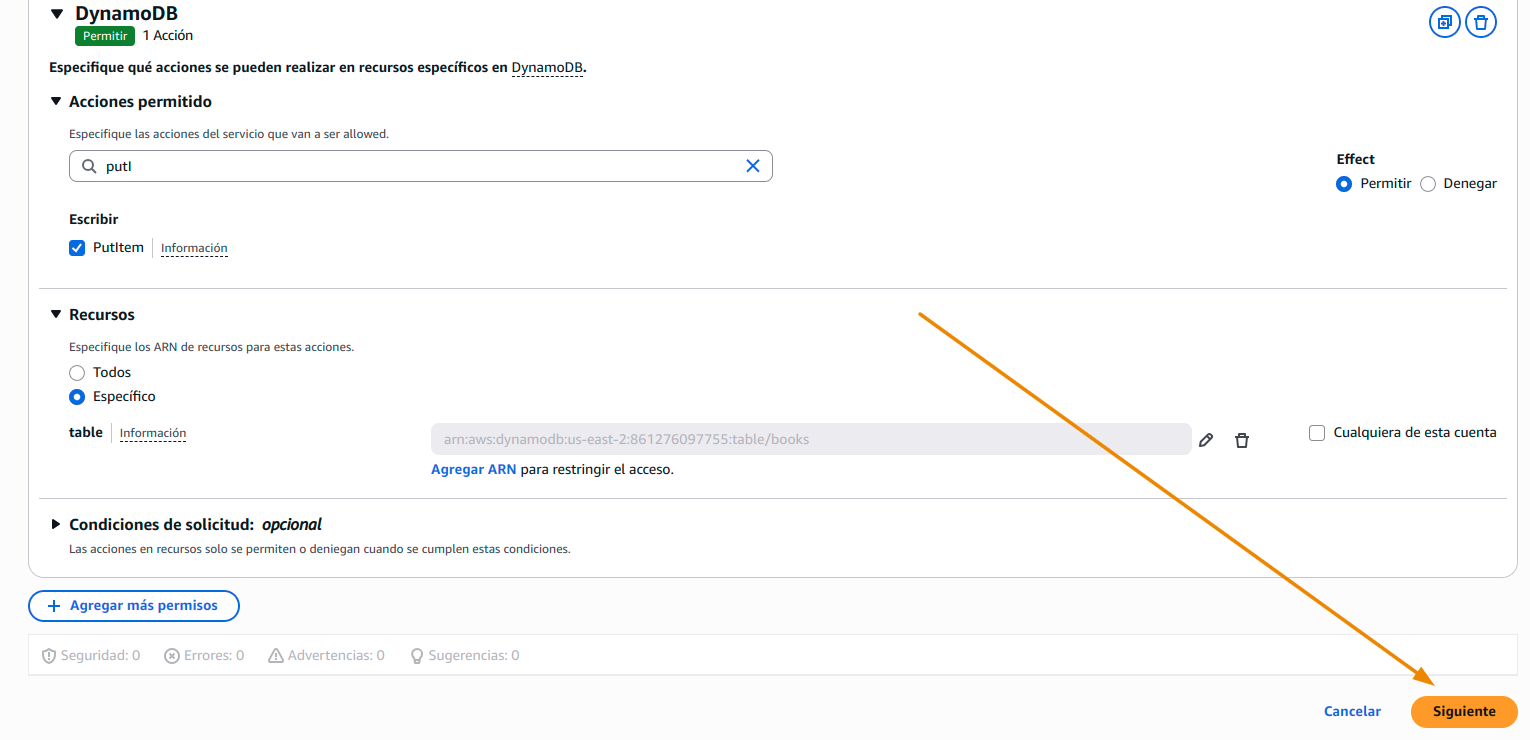 DynamoDB
Permitir 1 Acción
Especifique qué acciones se pueden realizar en recursos específicos en DynamoDB.
Acciones permitido
Especifique las acciones del servicio que van a ser allowed.
putI
Effect
Permitir Denegar
Escribir
PutItem Información
Recursos
Especifique los ARN de recursos para estas acciones.
Todos
Específico
table Información
arn:aws:dynamodb:us-east-2:861276097755:table/books
Cualquiera de esta cuenta
Agregar ARN para restringir el acceso.
Condiciones de solicitud: opcional
Las acciones en recursos solo se permiten o deniegan cuando se cumplen estas condiciones.
Agregar más permisos
Seguridad: 0 Errores: 0 Advertencias: 0 Sugerencias: 0
Cancelar Siguiente